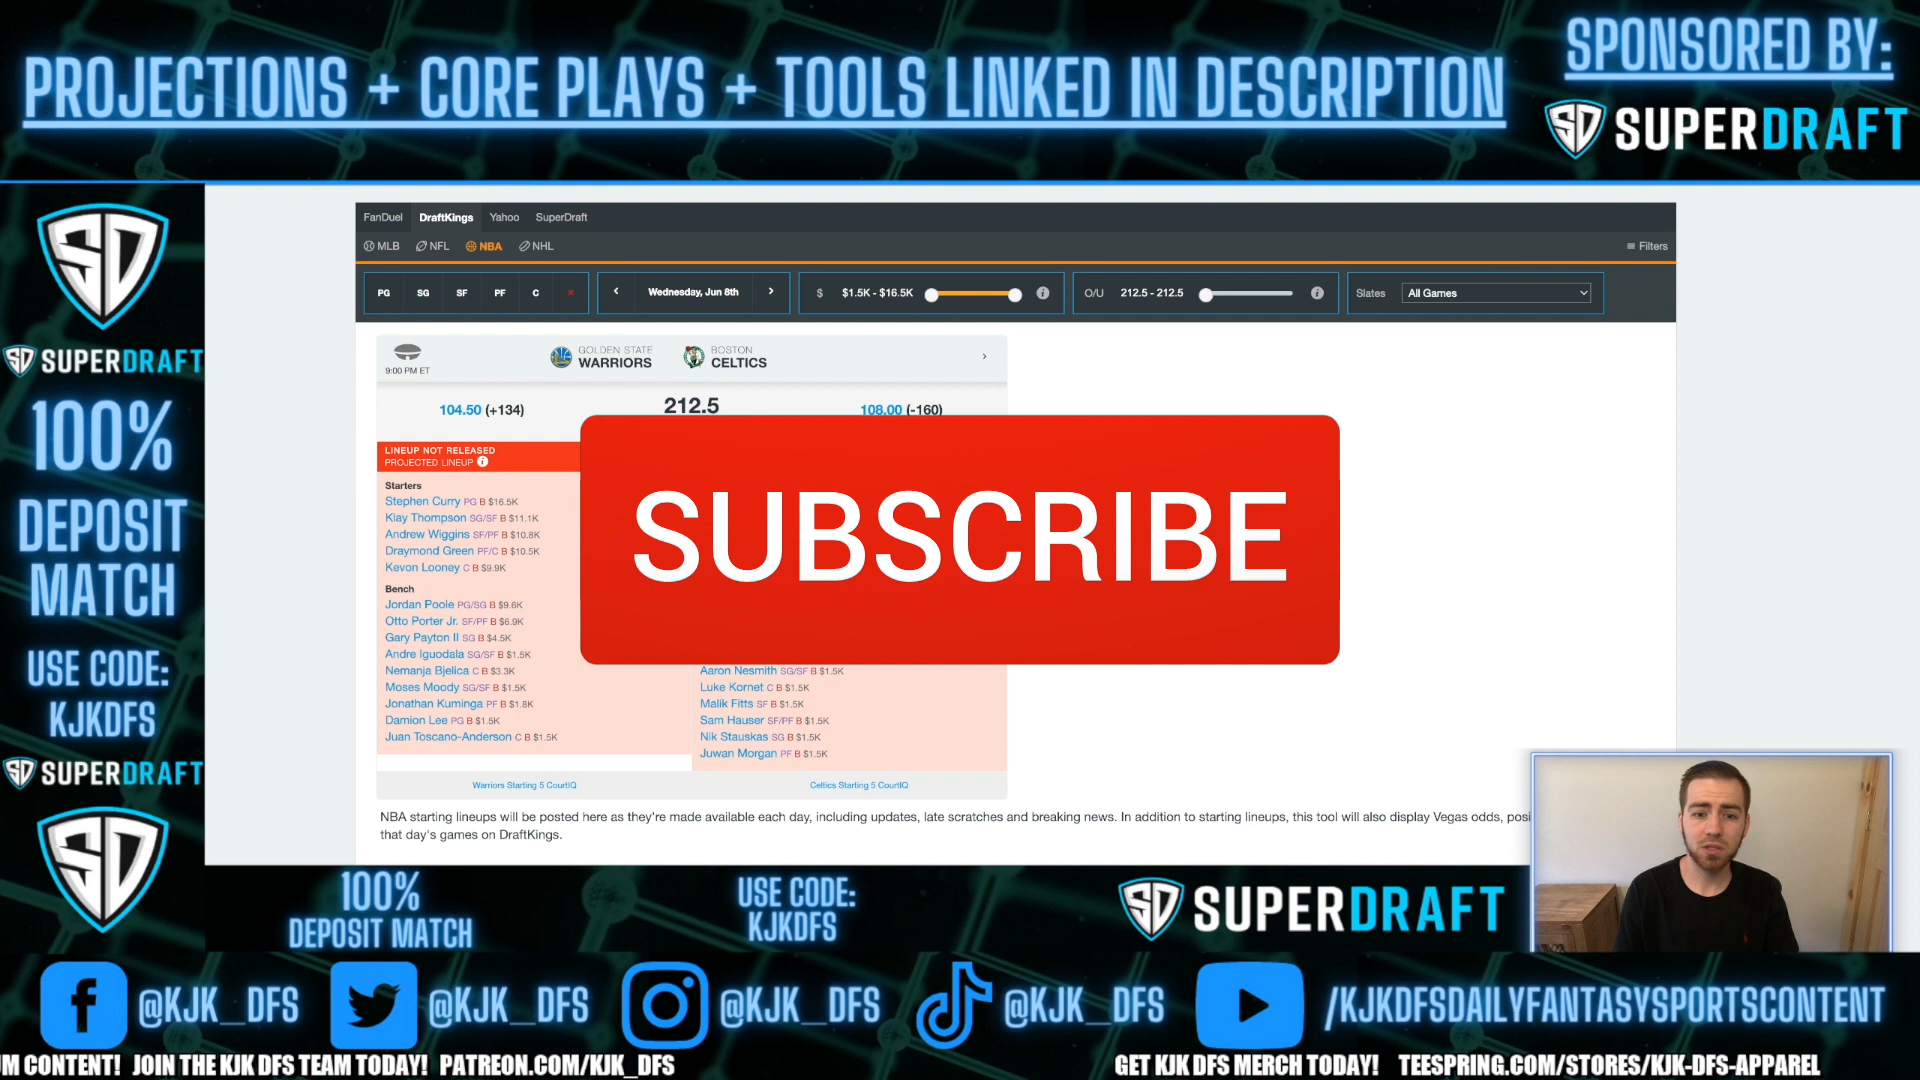 PROJECTIONS + CORE PLAYS + TOOLS LINKED IN DESCRIPTION
SPONSORED BY:
SD SUPERDRAFT
FanDuel DraftKings Yahoo SuperDraft
MLB NFL NBA NHL Filters
PG SG SF PF C × < Wednesday, Jun 8th > $ $1.5K - $16.5K O/U 212.5 - 212.5 Slates All Games
9:00 PM ET
GOLDEN STATE
WARRIORS
BOSTON
CELTICS
104.50 (+134) 212.5 108.00 (-160)
LINEUP NOT RELEASED
PROJECTED LINEUP
Starters
Stephen Curry PG B $16.5K
Klay Thompson SG/SF B $11.1K
Andrew Wiggins SF/PF B $10.8K
Draymond Green PF/C B $10.5K
Kevon Looney C B $9.9K
Bench
Jordan Poole PG/SG B $9.6K
Otto Porter Jr. SF/PF B $6.9K
Gary Payton II SG B $4.5K
Andre Iguodala SG/SF B $1.5K
Nemanja Bjelica C B $3.3K
Moses Moody SG/SF B $1.5K
Jonathan Kuminga PF B $1.8K
Damion Lee PG B $1.5K
Juan Toscano-Anderson C B $1.5K
SUBSCRIBE
Aaron Nesmith SG/SF B $1.5K
Luke Kornet C B $1.5K
Malik Fitts SF B $1.5K
Sam Hauser SF/PF B $1.5K
Nik Stauskas SG B $1.5K
Juwan Morgan PF B $1.5K
Warriors Starting 5 CourtIQ Celtics Starting 5 CourtIQ
NBA starting lineups will be posted here as they're made available each day, including updates, late scratches and breaking news. In addition to starting lineups, this tool will also display Vegas odds, posi
that day's games on DraftKings.
SD
SD SUPERDRAFT
100%
DEPOSIT
MATCH
USE CODE:
KJKDFS
SD SUPERDRAFT
SD
100%
DEPOSIT MATCH
USE CODE:
KJKDFS
SD SUPERDRAFT
@KJK_DFS @KJK_DFS @KJK_DFS @KJK_DFS /KJKDFSDAILYFANTASYSPORTSCONTENT
UM CONTENT! JOIN THE KJK DFS TEAM TODAY! PATREON.COM/KJK_DFS GET KJK DFS MERCH TODAY! TEESPRING.COM/STORES/KJK-DFS-APPAREL